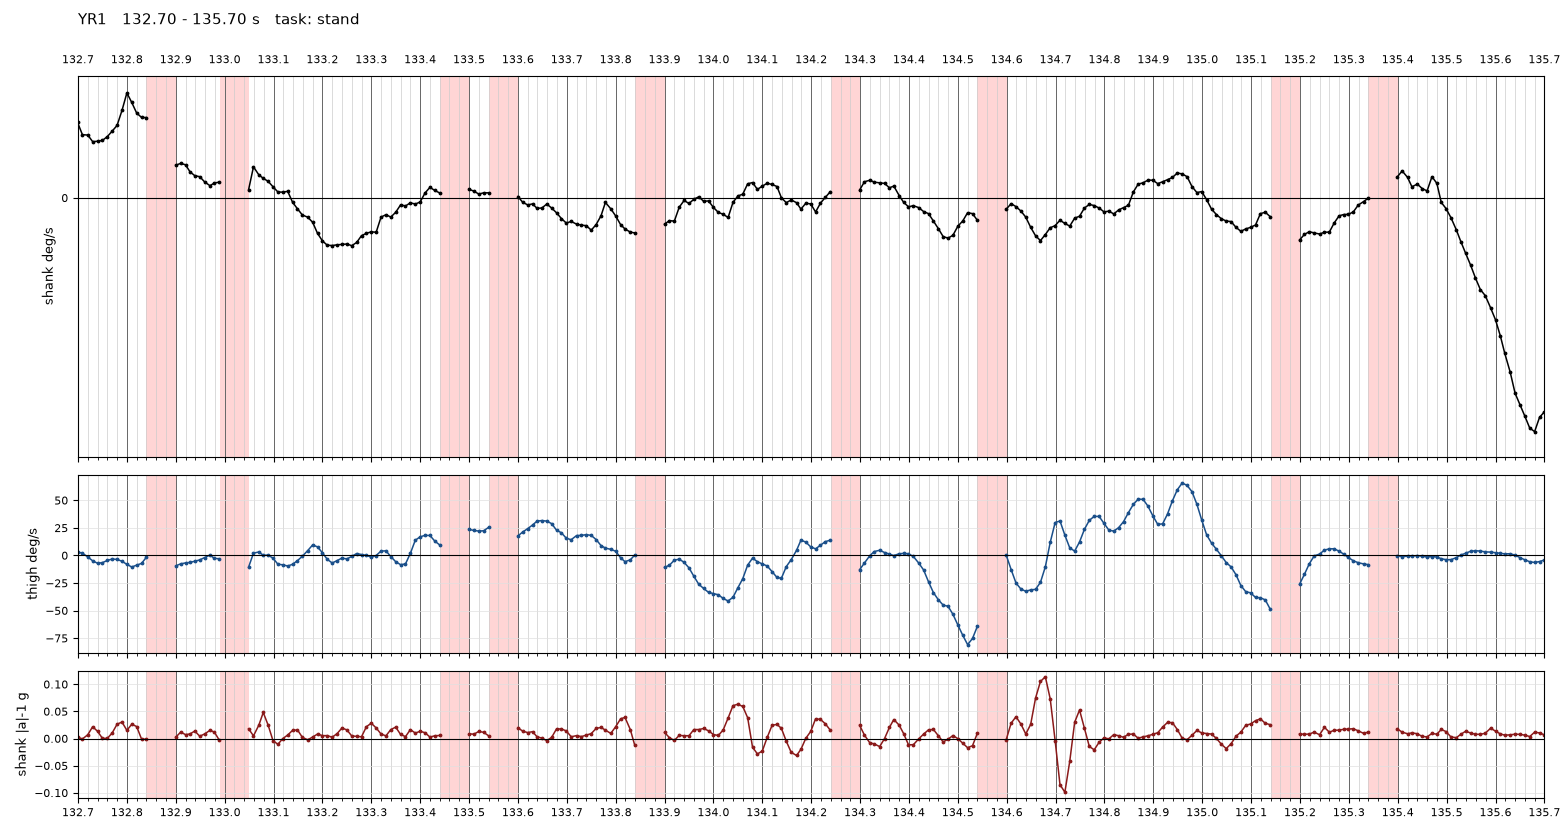 YR1   132.70 - 135.70 s   task: stand
132.7 132.8 132.9 133.0 133.1 133.2 133.3 133.4 133.5 133.6 133.7 133.8 133.9 134.0 134.1 134.2 134.3 134.4 134.5 134.6 134.7 134.8 134.9 135.0 135.1 135.2 135.3 135.4 135.5 135.6 135.7
0
shank deg/s
50
25
0
−25
−50
−75
thigh deg/s
0.10
0.05
0.00
−0.05
−0.10
shank |a|-1 g
132.7 132.8 132.9 133.0 133.1 133.2 133.3 133.4 133.5 133.6 133.7 133.8 133.9 134.0 134.1 134.2 134.3 134.4 134.5 134.6 134.7 134.8 134.9 135.0 135.1 135.2 135.3 135.4 135.5 135.6 135.7